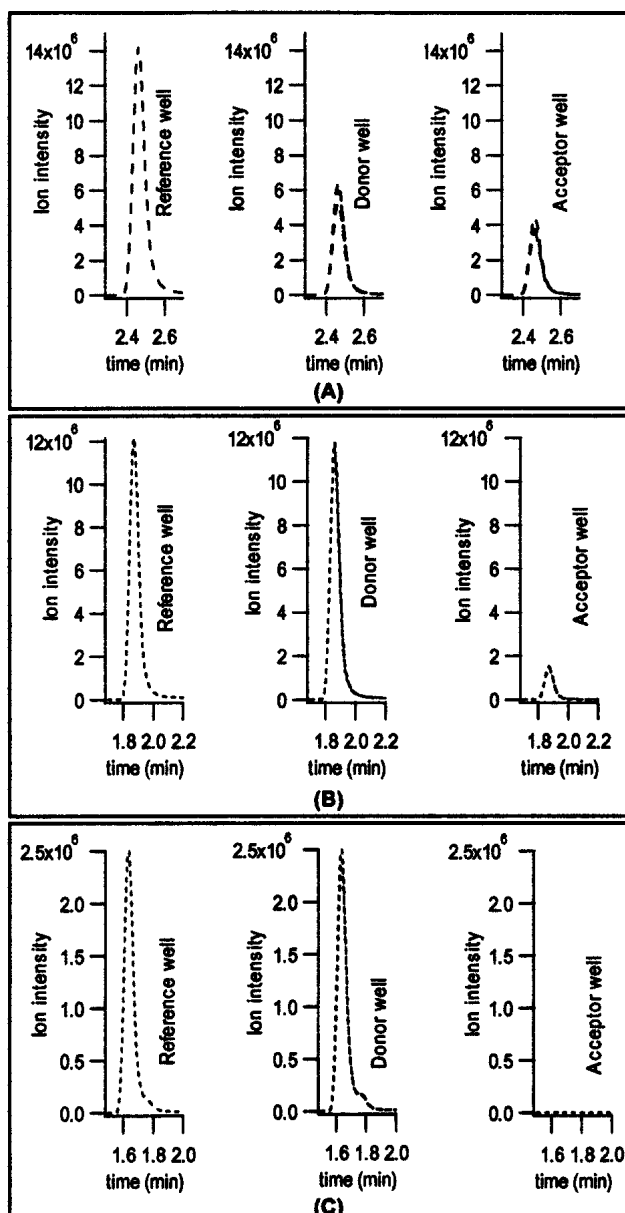 14x10⁶
12
10
8
6
4
2
0
Ion intensity
Reference well
2.4 2.6
time (min)
14x10⁶
12
10
8
6
4
2
0
Ion intensity
Donor well
2.4 2.6
time (min)
14x10⁶
12
10
8
6
4
2
0
Ion intensity
Acceptor well
2.4 2.6
time (min)
(A)
12x10⁶
10
8
6
4
2
0
Ion intensity
Reference well
1.8 2.0 2.2
time (min)
12x10⁶
10
8
6
4
2
0
Ion intensity
Donor well
1.8 2.0 2.2
time (min)
12x10⁶
10
8
6
4
2
0
Ion intensity
Acceptor well
1.8 2.0 2.2
time (min)
(B)
2.5x10⁶
2.0
1.5
1.0
0.5
0.0
Ion intensity
Reference well
1.6 1.8 2.0
time (min)
2.5x10⁶
2.0
1.5
1.0
0.5
0.0
Ion intensity
Donor well
1.6 1.8 2.0
time (min)
2.5x10⁶
2.0
1.5
1.0
0.5
0.0
Ion intensity
Acceptor well
1.6 1.8 2.0
time (min)
(C)